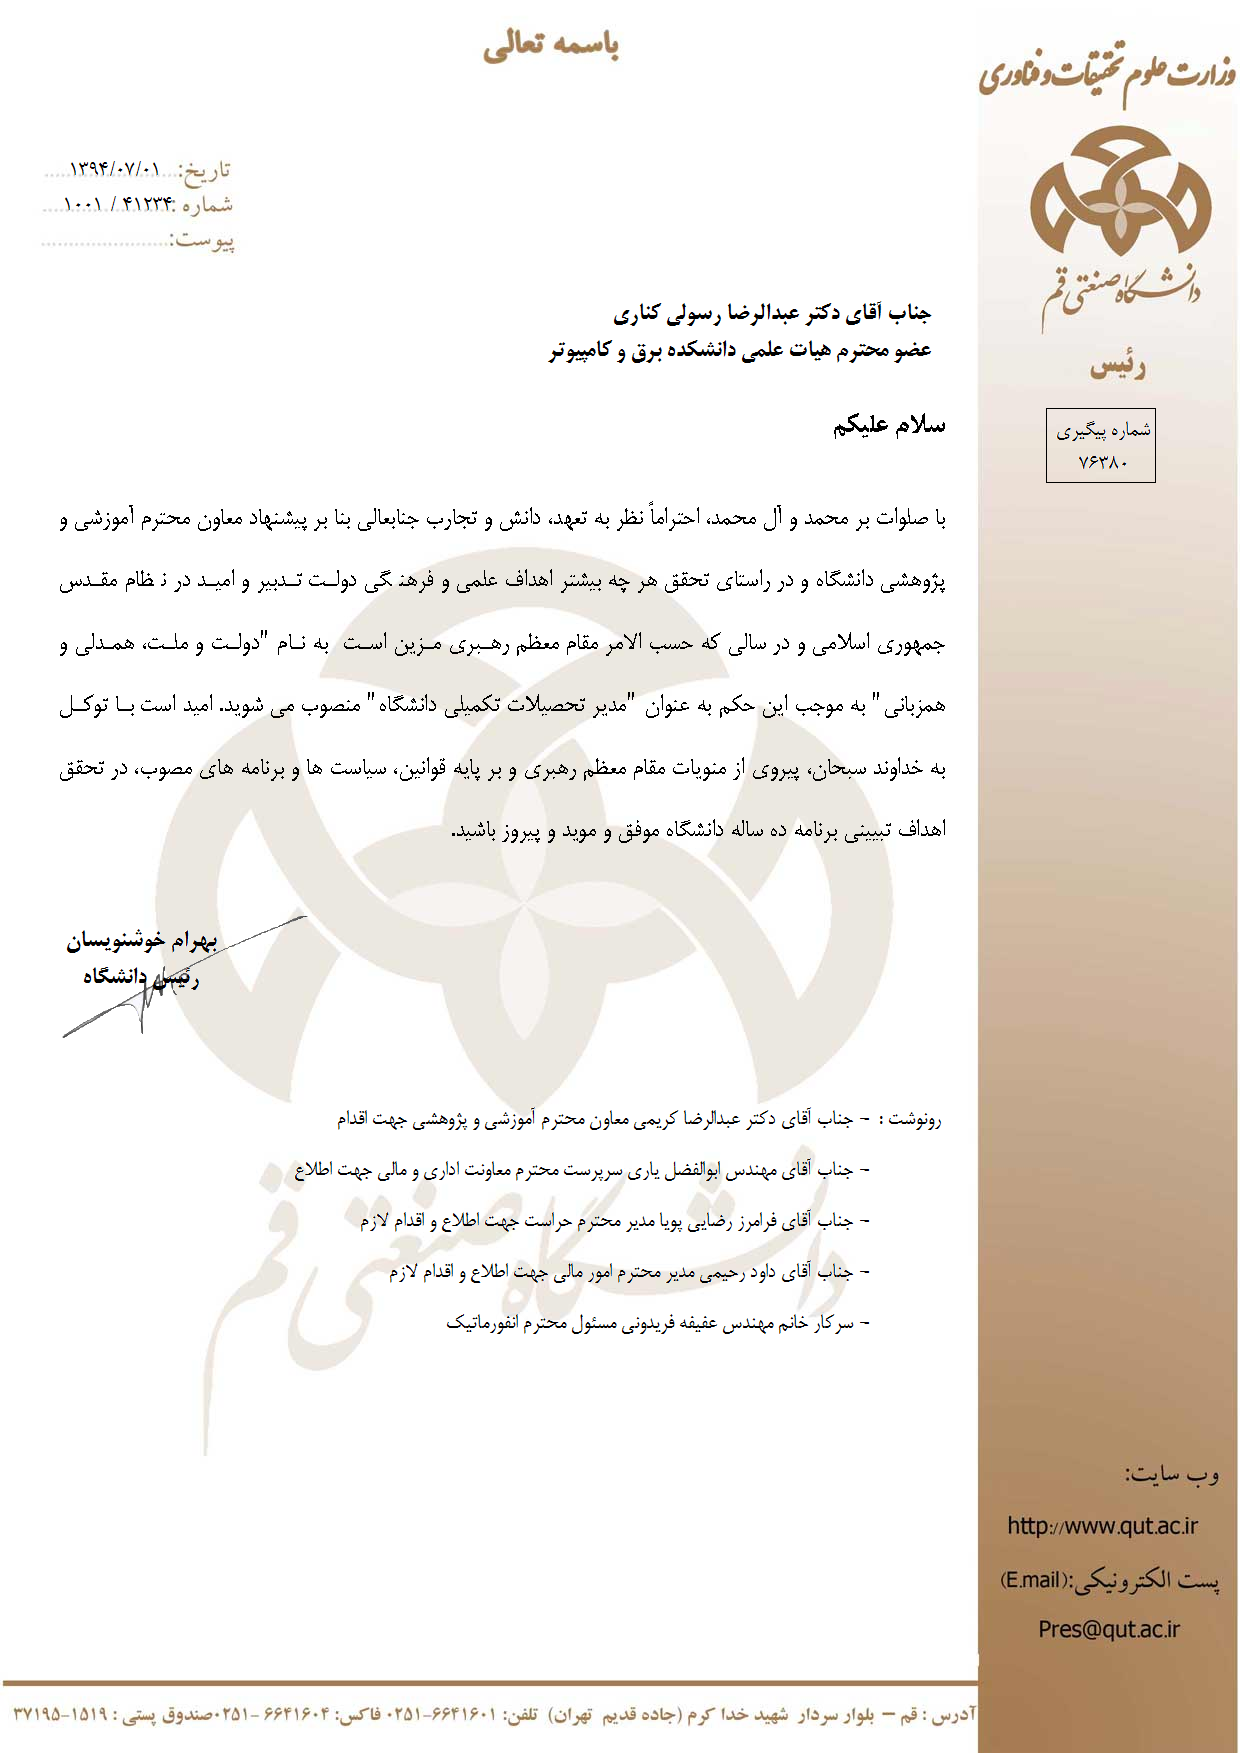 باسمه تعالی
وزارت علوم تحقیقات و فناوری
دانشگاه صنعتی قم
رئیس
شماره پیگیری
۷۶۳۸۰
تاریخ: ۱۳۹۴/۰۷/۰۱
شماره: ۴۱۲۳۴ / ۱۰۰۱
پیوست:
جناب آقای دکتر عبدالرضا رسولی کناری
عضو محترم هیات علمی دانشکده برق و کامپیوتر
سلام علیکم
با صلوات بر محمد و آل محمد، احتراماً نظر به تعهد، دانش و تجارب جنابعالی بنا بر پیشنهاد معاون محترم آموزشی و
پژوهشی دانشگاه و در راستای تحقق هر چه بیشتر اهداف علمی و فرهنگی دولت تدبیر و امید در نظام مقدس
جمهوری اسلامی و در سالی که حسب الامر مقام معظم رهبری مزین است به نام "دولت و ملت، همدلی و
همزبانی" به موجب این حکم به عنوان "مدیر تحصیلات تکمیلی دانشگاه" منصوب می شوید. امید است با توکل
به خداوند سبحان، پیروی از منویات مقام معظم رهبری و بر پایه قوانین، سیاست ها و برنامه های مصوب، در تحقق
اهداف تبیینی برنامه ده ساله دانشگاه موفق و موید و پیروز باشید.
بهرام خوشنویسان
رئیس دانشگاه
رونوشت : - جناب آقای دکتر عبدالرضا کریمی معاون محترم آموزشی و پژوهشی جهت اقدام
- جناب آقای مهندس ابوالفضل یاری سرپرست محترم معاونت اداری و مالی جهت اطلاع
- جناب آقای فرامرز رضایی پویا مدیر محترم حراست جهت اطلاع و اقدام لازم
- جناب آقای داود رحیمی مدیر محترم امور مالی جهت اطلاع و اقدام لازم
- سرکار خانم مهندس عفیفه فریدونی مسئول محترم انفورماتیک
دانشگاه صنعتی قم
وب سایت:
http://www.qut.ac.ir
پست الکترونیکی:(E.mail)
Pres@qut.ac.ir
آدرس : قم – بلوار سردار شهید خدا کرم (جاده قدیم تهران) تلفن: ۶۶۴۱۶۰۱-۰۲۵۱ فاکس: ۶۶۴۱۶۰۴ -۰۲۵۱صندوق پستی : ۱۵۱۹-۳۷۱۹۵